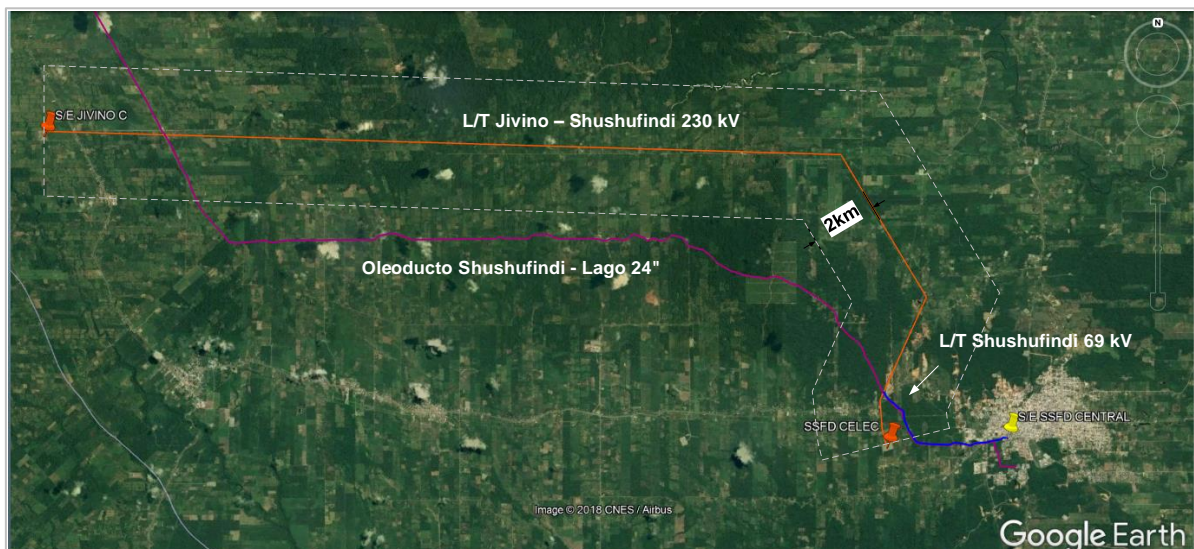 N
S/E JIVINO C
L/T Jivino – Shushufindi 230 kV
2km
Oleoducto Shushufindi - Lago 24"
L/T Shushufindi 69 kV
S/E SSFD CENTRAL
SSFD CELEC
Image © 2018 CNES / Airbus
Google Earth